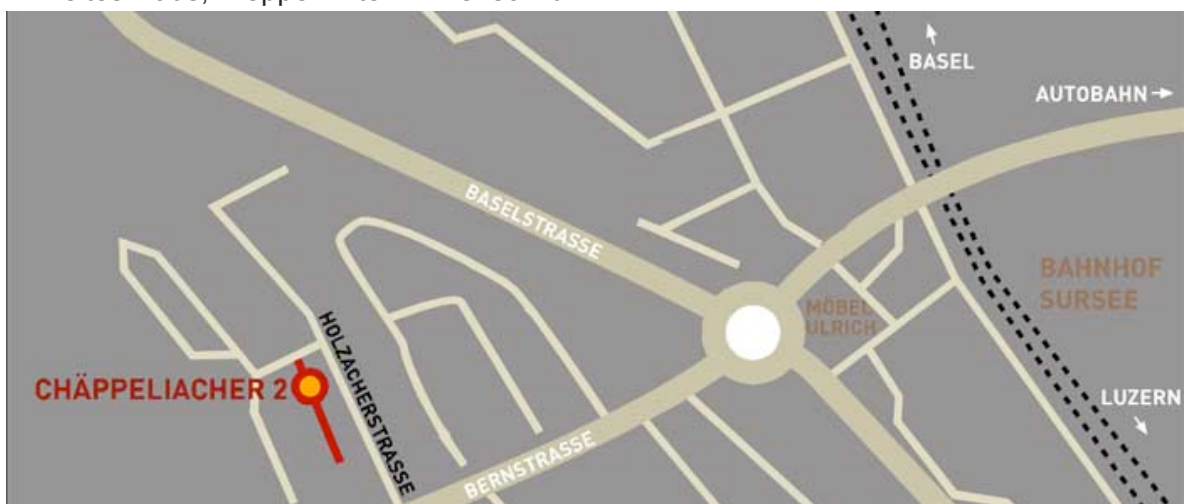 BASEL
AUTOBAHN
BASELSTRASSE
BAHNHOF
SURSEE
MÖBEL
ULRICH
HOLZACHERSTRASSE
CHÄPPELIACHER 2
LUZERN
BERNSTRASSE